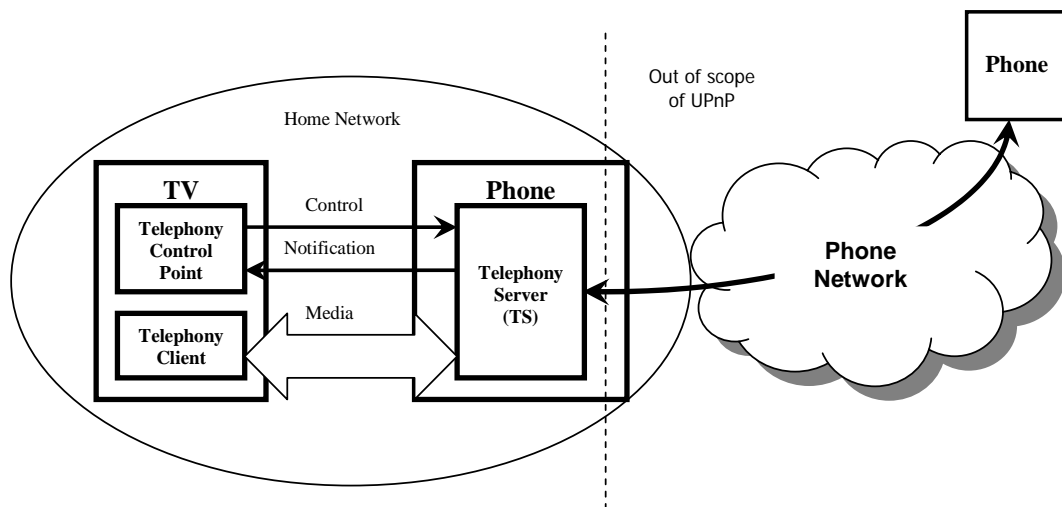 Out of scope
of UPnP
Phone
Home Network
TV
Phone
Telephony
Control
Point
Control
Notification
Telephony
Server
(TS)
Media
Telephony
Client
Phone
Network